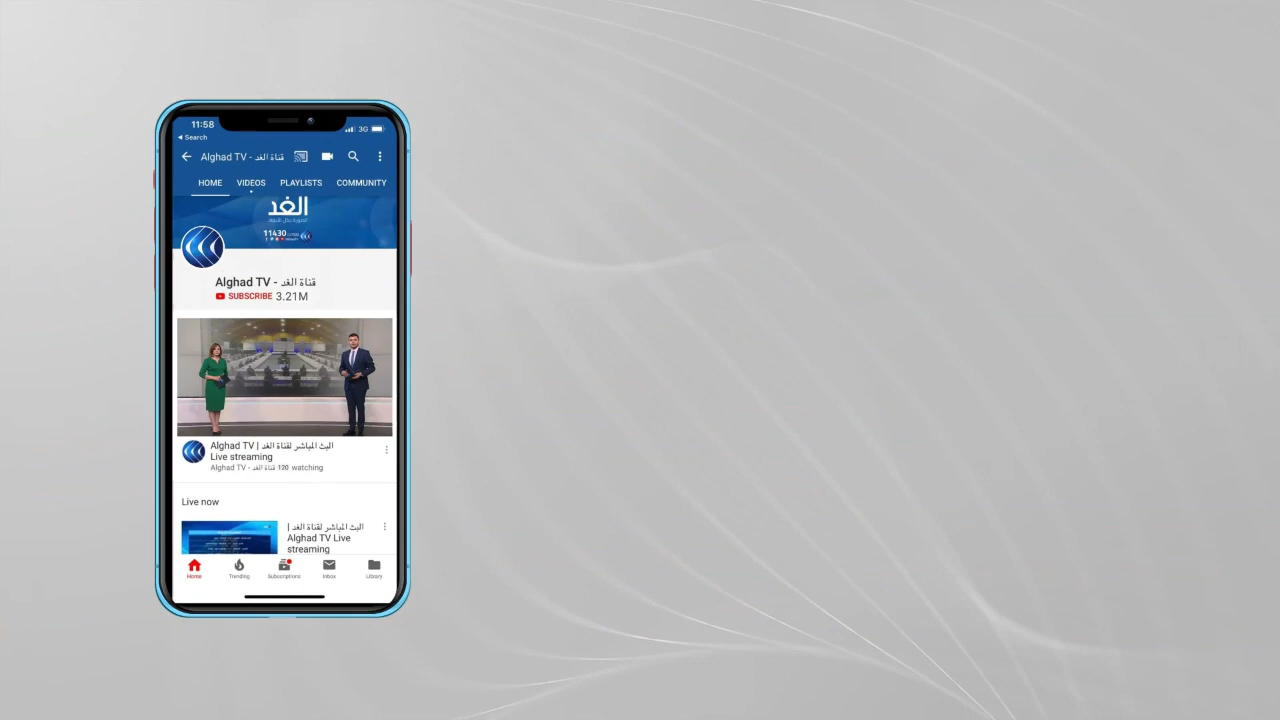 11:58
3G
Search
Alghad TV - قناة الغد
HOME VIDEOS PLAYLISTS COMMUNITY
الغد
11430
Alghad TV - قناة الغد
SUBSCRIBE 3.21M
Alghad TV | البث المباشر لقناة الغد
Live streaming
Alghad TV - قناة الغد 120 watching
Live now
البث المباشر لقناة الغد |
Alghad TV Live
streaming
Home Trending Subscriptions Inbox Library